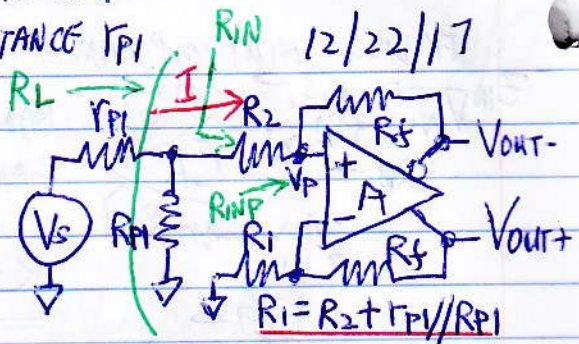 TANCE rp1
RIN
12/22/17
RL
I
rp1
R2
Rf
VOUT-
Vp
+
A
-
Vs
Rp1
RINP
R1
Rf
VOUT+
R1=R2+rp1//Rp1